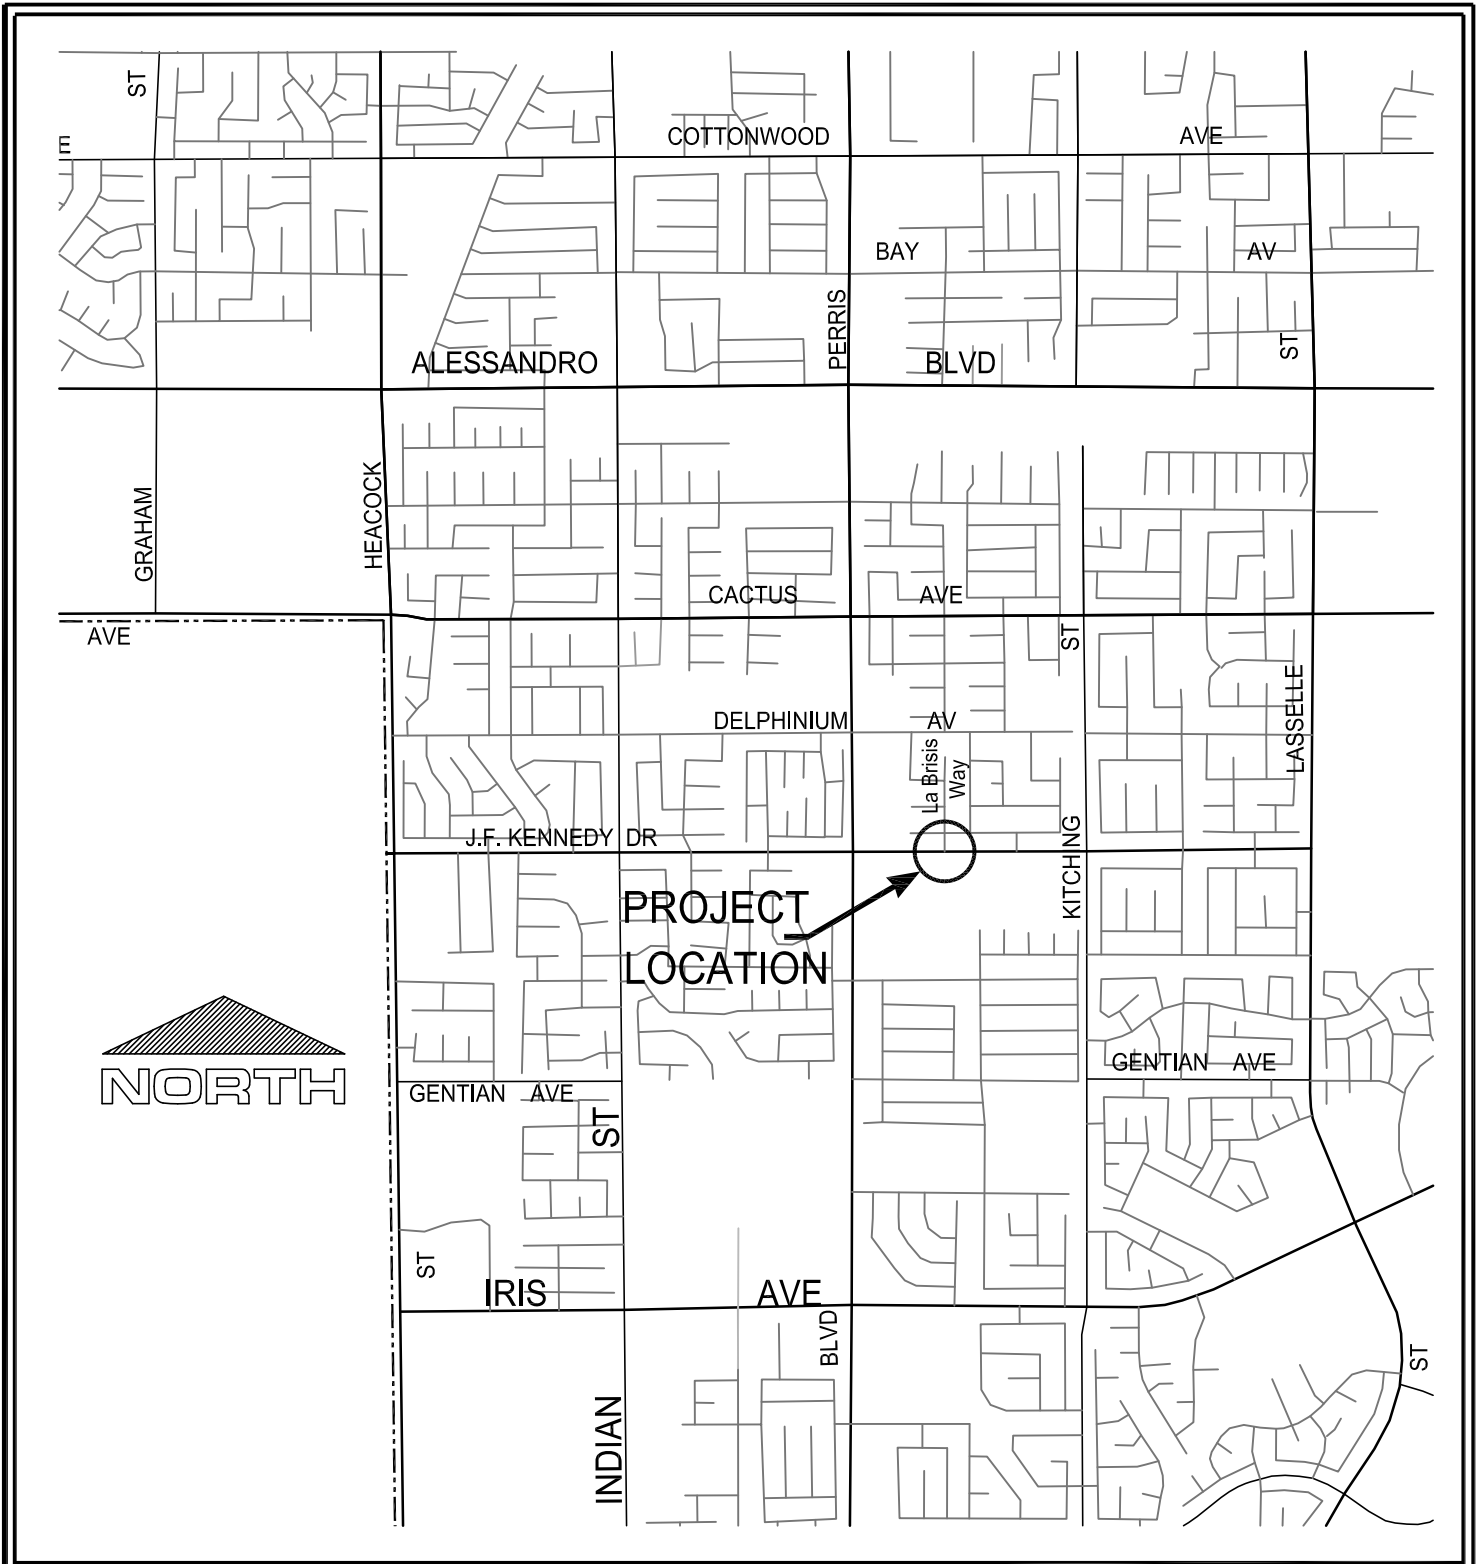 ST
COTTONWOOD AVE
E
BAY AV
PERRIS
ST
ALESSANDRO BLVD
HEACOCK
GRAHAM
CACTUS AVE
AVE
ST
LASSELLE
DELPHINIUM AV
La Brisis
Way
J.F. KENNEDY DR
KITCHING
PROJECT
LOCATION
NORTH
GENTIAN AVE
GENTIAN AVE
ST
ST
IRIS AVE
BLVD
ST
INDIAN